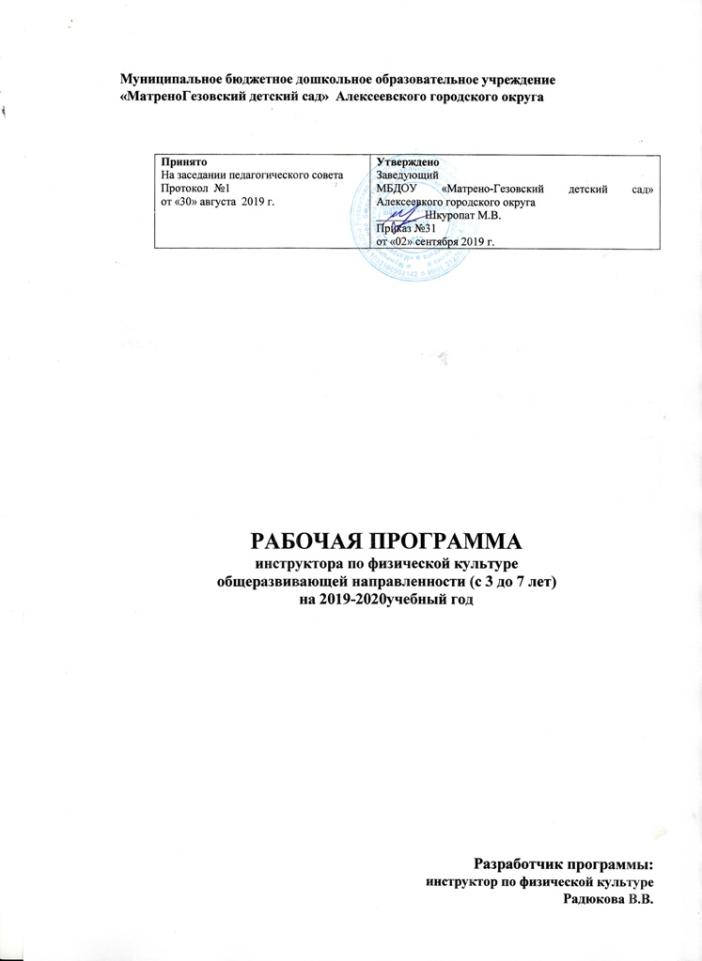 Муниципальное бюджетное дошкольное образовательное учреждение
«МатреноГезовский детский сад» Алексеевского городского округа
Принято
На заседании педагогического совета
Протокол №1
от «30» августа 2019 г.
Утверждено
Заведующий
МБДОУ «Матрено-Гезовский детский сад»
Алексеевкого городского округа
Шкуропат М.В.
Приказ №31
от «02» сентября 2019 г.
РАБОЧАЯ ПРОГРАММА
инструктора по физической культуре
общеразвивающей направленности (с 3 до 7 лет)
на 2019-2020учебный год
Разработчик программы:
инструктор по физической культуре
Радюкова В.В.